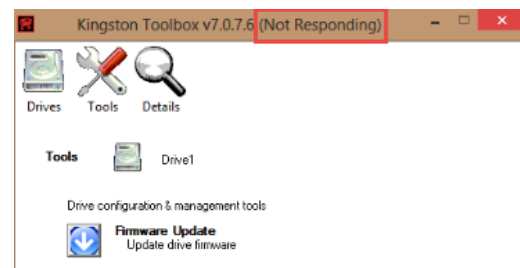 Kingston Toolbox v7.0.7.6 (Not Responding)
Drives Tools Details
Tools Drive1
Drive configuration & management tools
Firmware Update
Update drive firmware